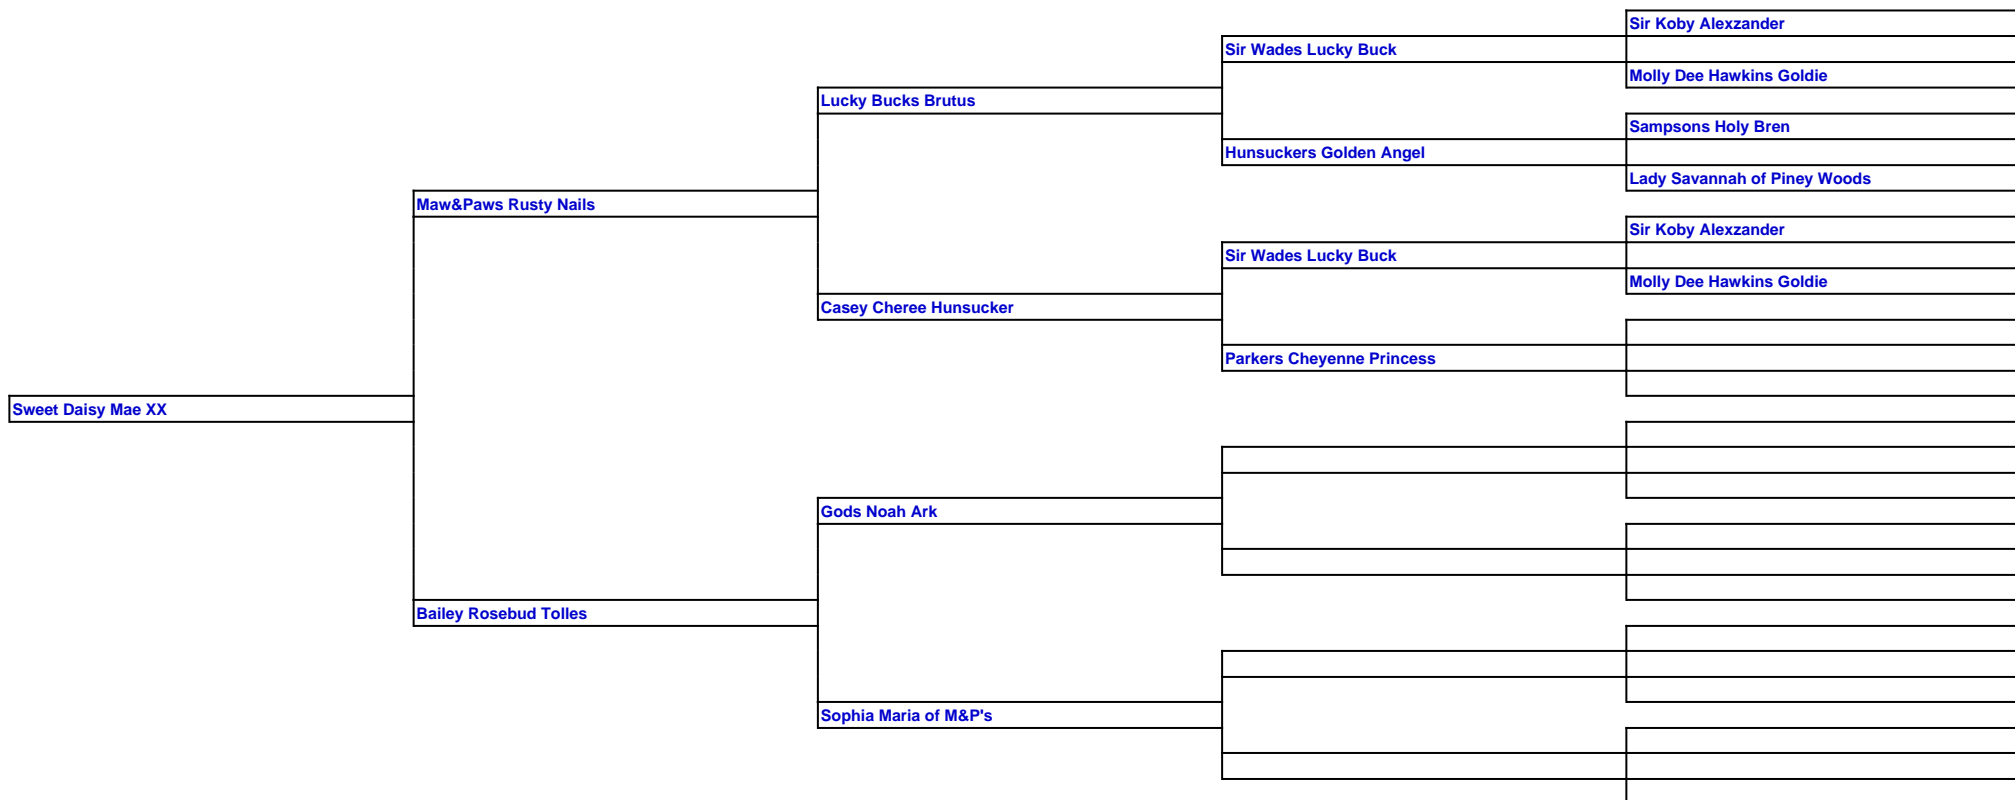 Sir Koby Alexzander
Sir Wades Lucky Buck
Molly Dee Hawkins Goldie
Lucky Bucks Brutus
Sampsons Holy Bren
Hunsuckers Golden Angel
Lady Savannah of Piney Woods
Maw&Paws Rusty Nails
Sir Koby Alexzander
Sir Wades Lucky Buck
Molly Dee Hawkins Goldie
Casey Cheree Hunsucker
Parkers Cheyenne Princess
Sweet Daisy Mae XX
Gods Noah Ark
Bailey Rosebud Tolles
Sophia Maria of M&P's